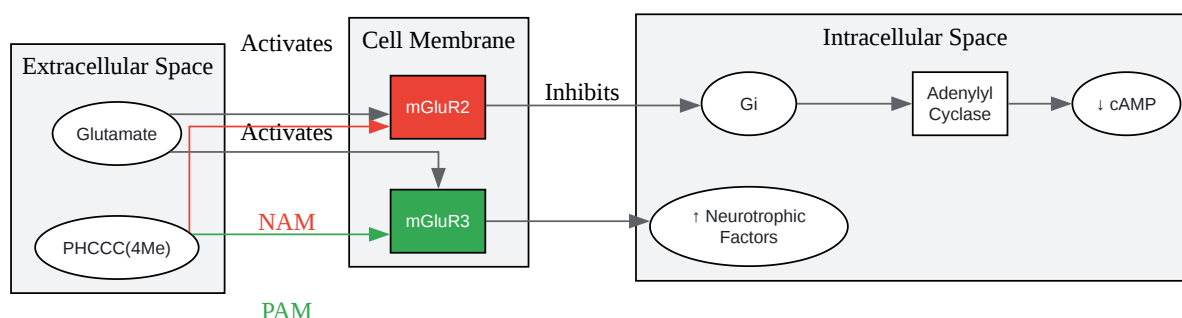 Activates
Cell Membrane
Intracellular Space
Extracellular Space
Inhibits
mGluR2
Gi
Adenylyl
Cyclase
↓ cAMP
Glutamate
Activates
mGluR3
↑ Neurotrophic
Factors
NAM
PHCCC(4Me)
PAM